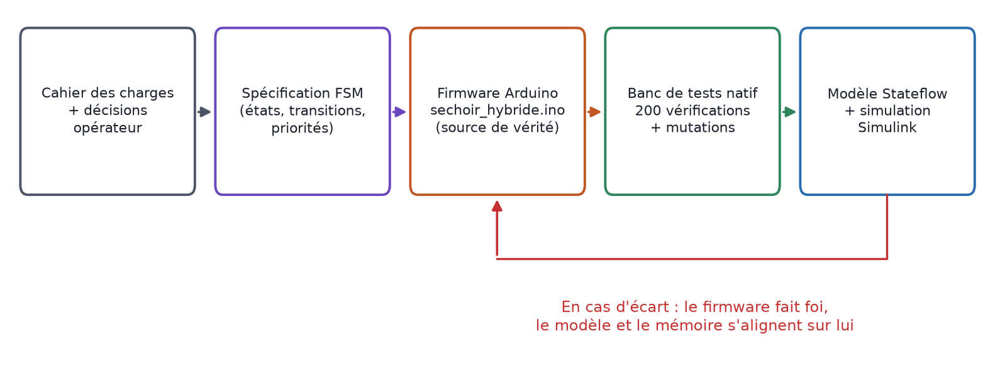 Cahier des charges
+ décisions
opérateur
Spécification FSM
(états, transitions,
priorités)
Firmware Arduino
sechoir_hybride.ino
(source de vérité)
Banc de tests natif
200 vérifications
+ mutations
Modèle Stateflow
+ simulation
Simulink
En cas d'écart : le firmware fait foi,
le modèle et le mémoire s'alignent sur lui